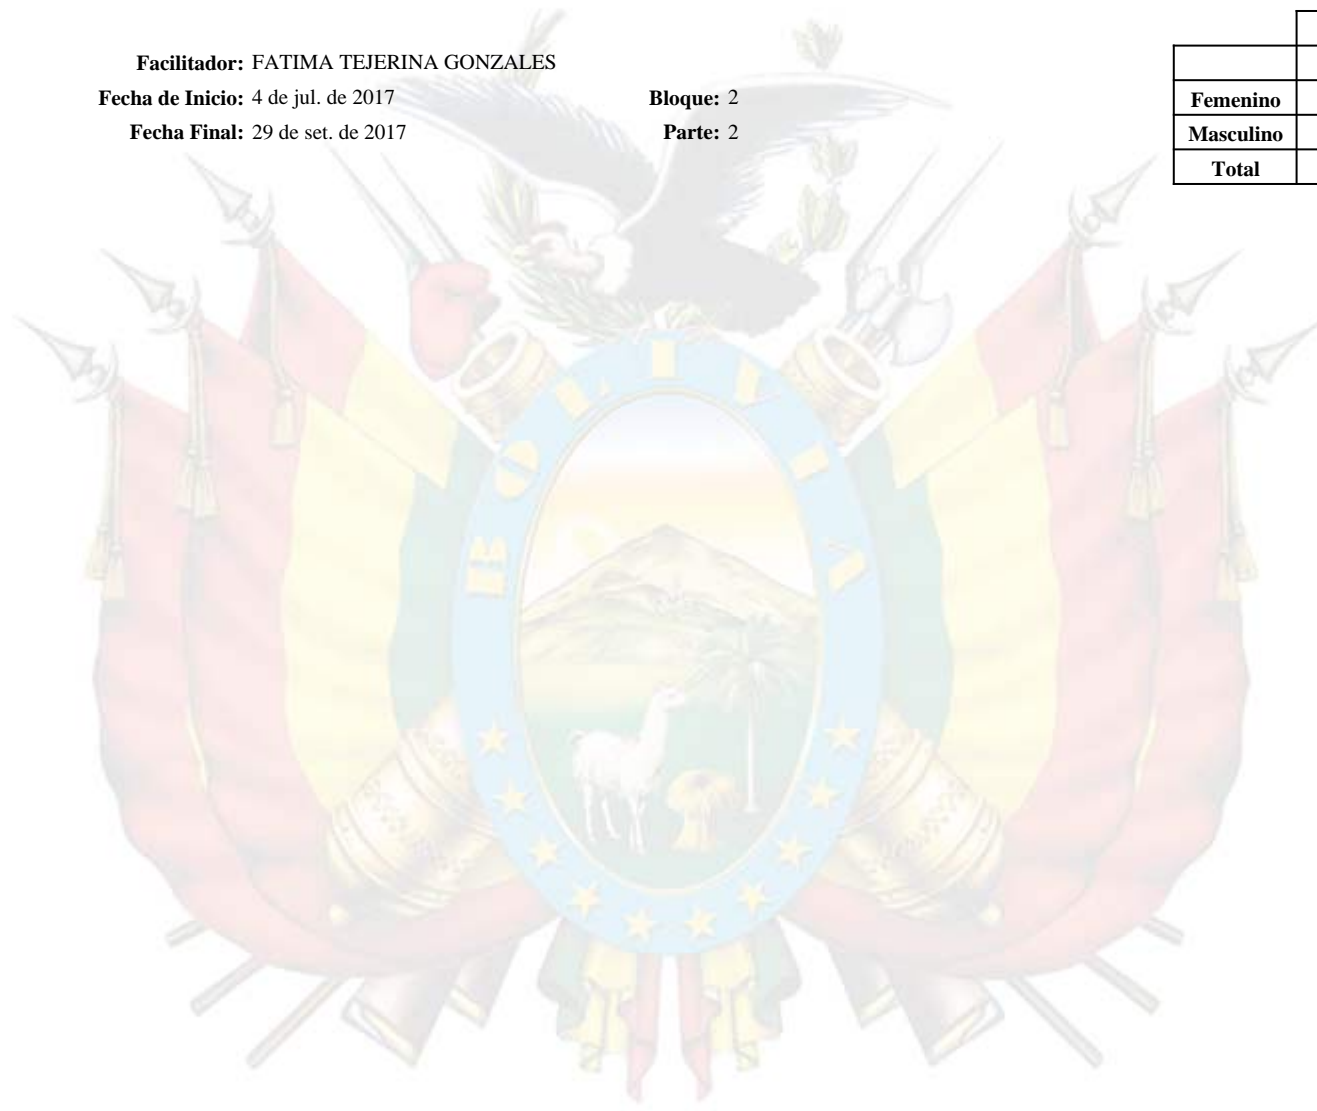 Facilitador: FATIMA TEJERINA GONZALES
Fecha de Inicio: 4 de jul. de 2017 Bloque: 2
Fecha Final: 29 de set. de 2017 Parte: 2
Femenino
Masculino
Total
BOLIVIA